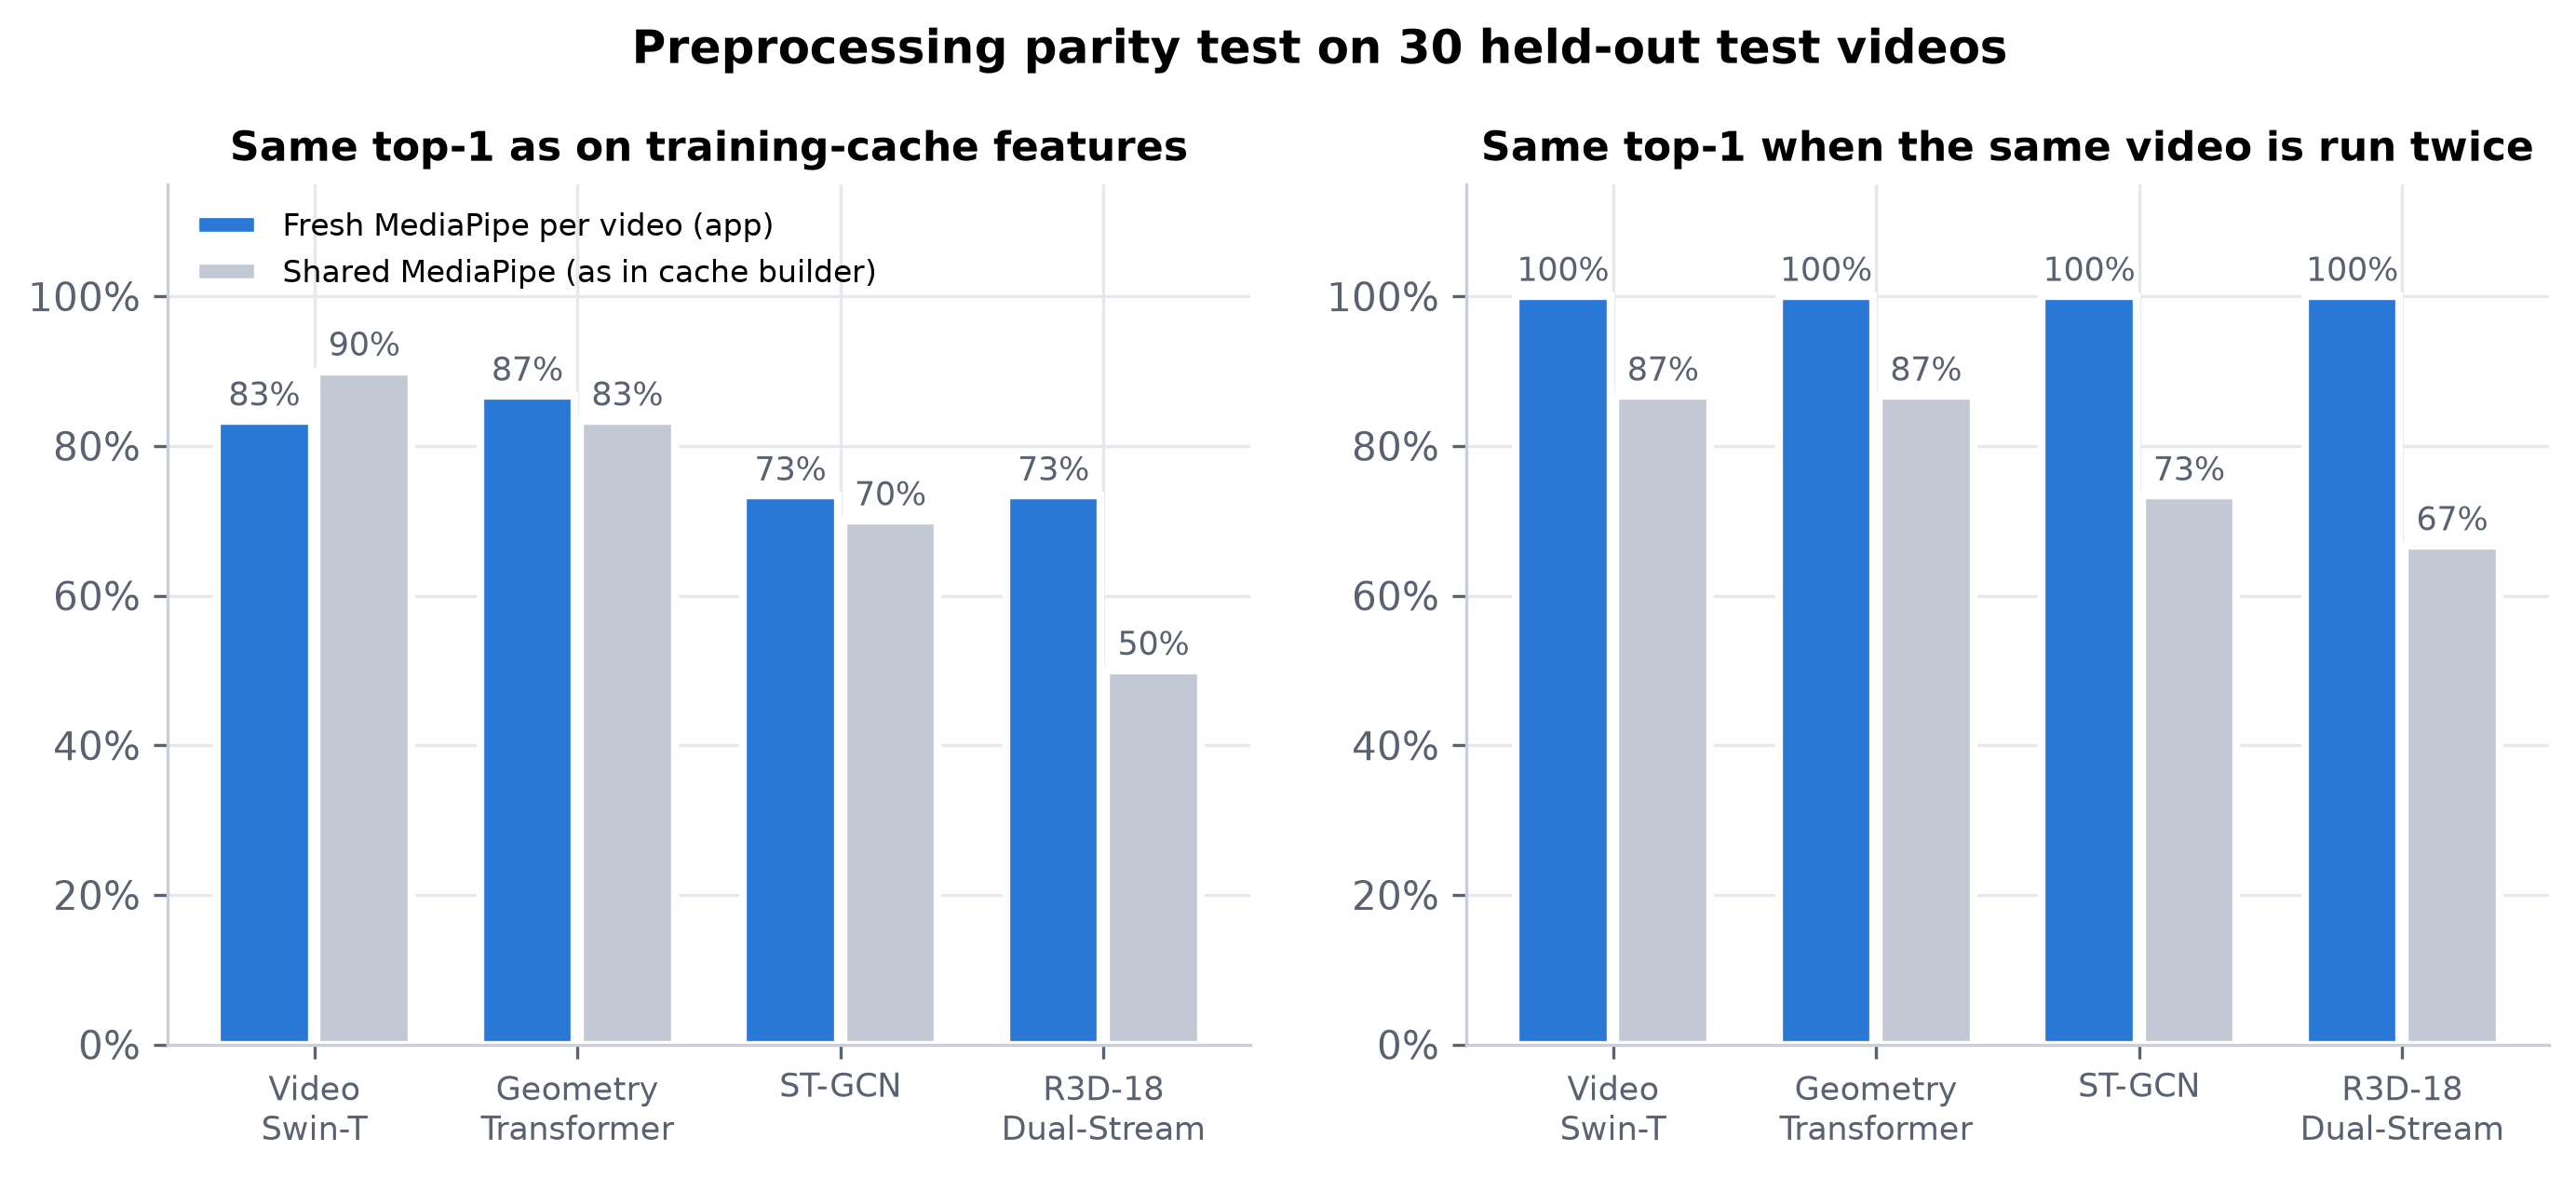 Preprocessing parity test on 30 held-out test videos
Same top-1 as on training-cache features
Fresh MediaPipe per video (app)
Shared MediaPipe (as in cache builder)
100%
80%
60%
40%
20%
0%
83%
90%
87%
83%
73%
70%
73%
50%
Video
Swin-T
Geometry
Transformer
ST-GCN
R3D-18
Dual-Stream
Same top-1 when the same video is run twice
100%
80%
60%
40%
20%
0%
100%
87%
100%
87%
100%
73%
100%
67%
Video
Swin-T
Geometry
Transformer
ST-GCN
R3D-18
Dual-Stream